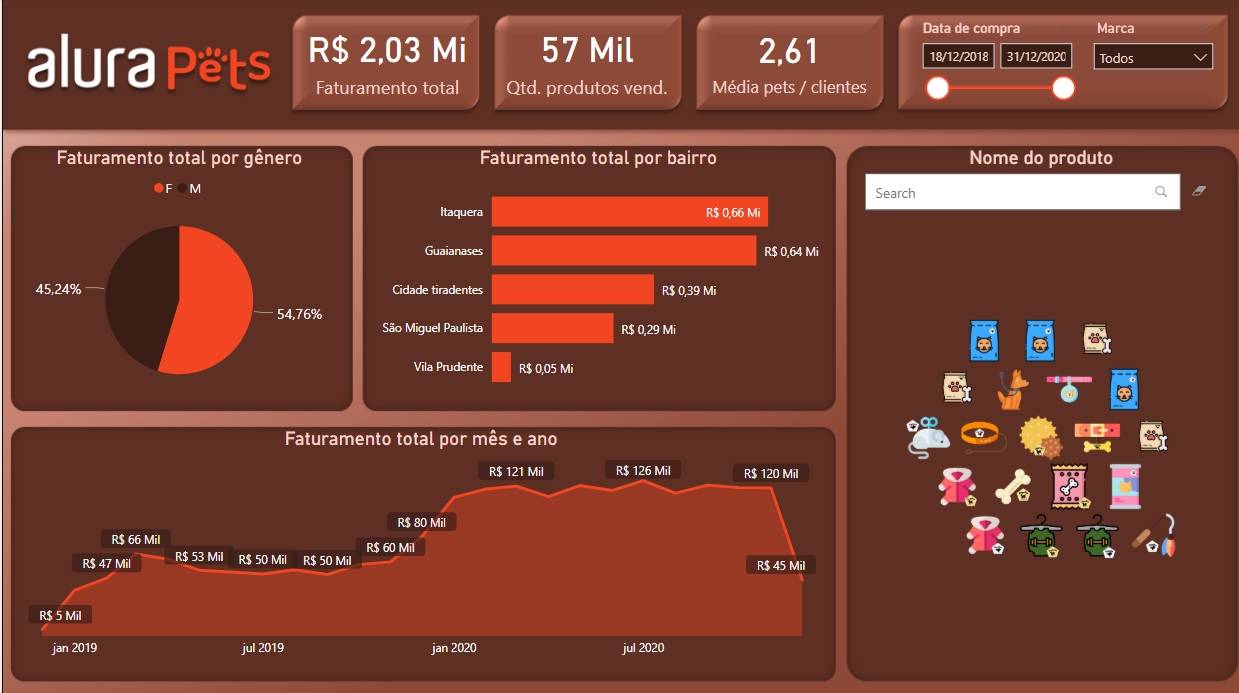 alura Pets
R$ 2,03 Mi
Faturamento total
57 Mil
Qtd. produtos vend.
2,61
Média pets / clientes
Data de compra
18/12/2018
31/12/2020
Marca
Todos
Faturamento total por gênero
F M
45,24%
54,76%
Faturamento total por bairro
Itaquera R$ 0,66 Mi
Guaianases R$ 0,64 Mi
Cidade tiradentes R$ 0,39 Mi
São Miguel Paulista R$ 0,29 Mi
Vila Prudente R$ 0,05 Mi
Nome do produto
Search
Faturamento total por mês e ano
R$ 5 Mil
R$ 47 Mil
R$ 66 Mil
R$ 53 Mil
R$ 50 Mil
R$ 50 Mil
R$ 60 Mil
R$ 80 Mil
R$ 121 Mil
R$ 126 Mil
R$ 120 Mil
R$ 45 Mil
jan 2019
jul 2019
jan 2020
jul 2020